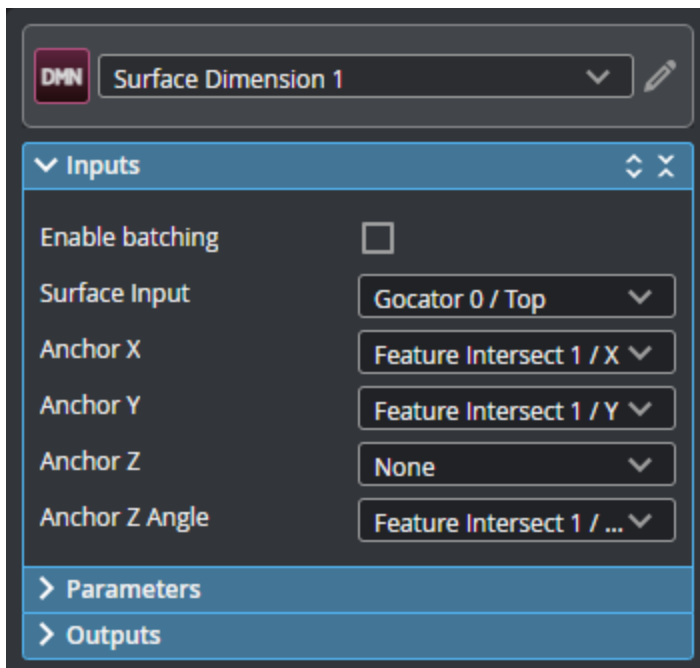 DMN Surface Dimension 1
Inputs
Enable batching
Surface Input Gocator 0 / Top
Anchor X Feature Intersect 1 / X
Anchor Y Feature Intersect 1 / Y
Anchor Z None
Anchor Z Angle Feature Intersect 1 / ...
Parameters
Outputs